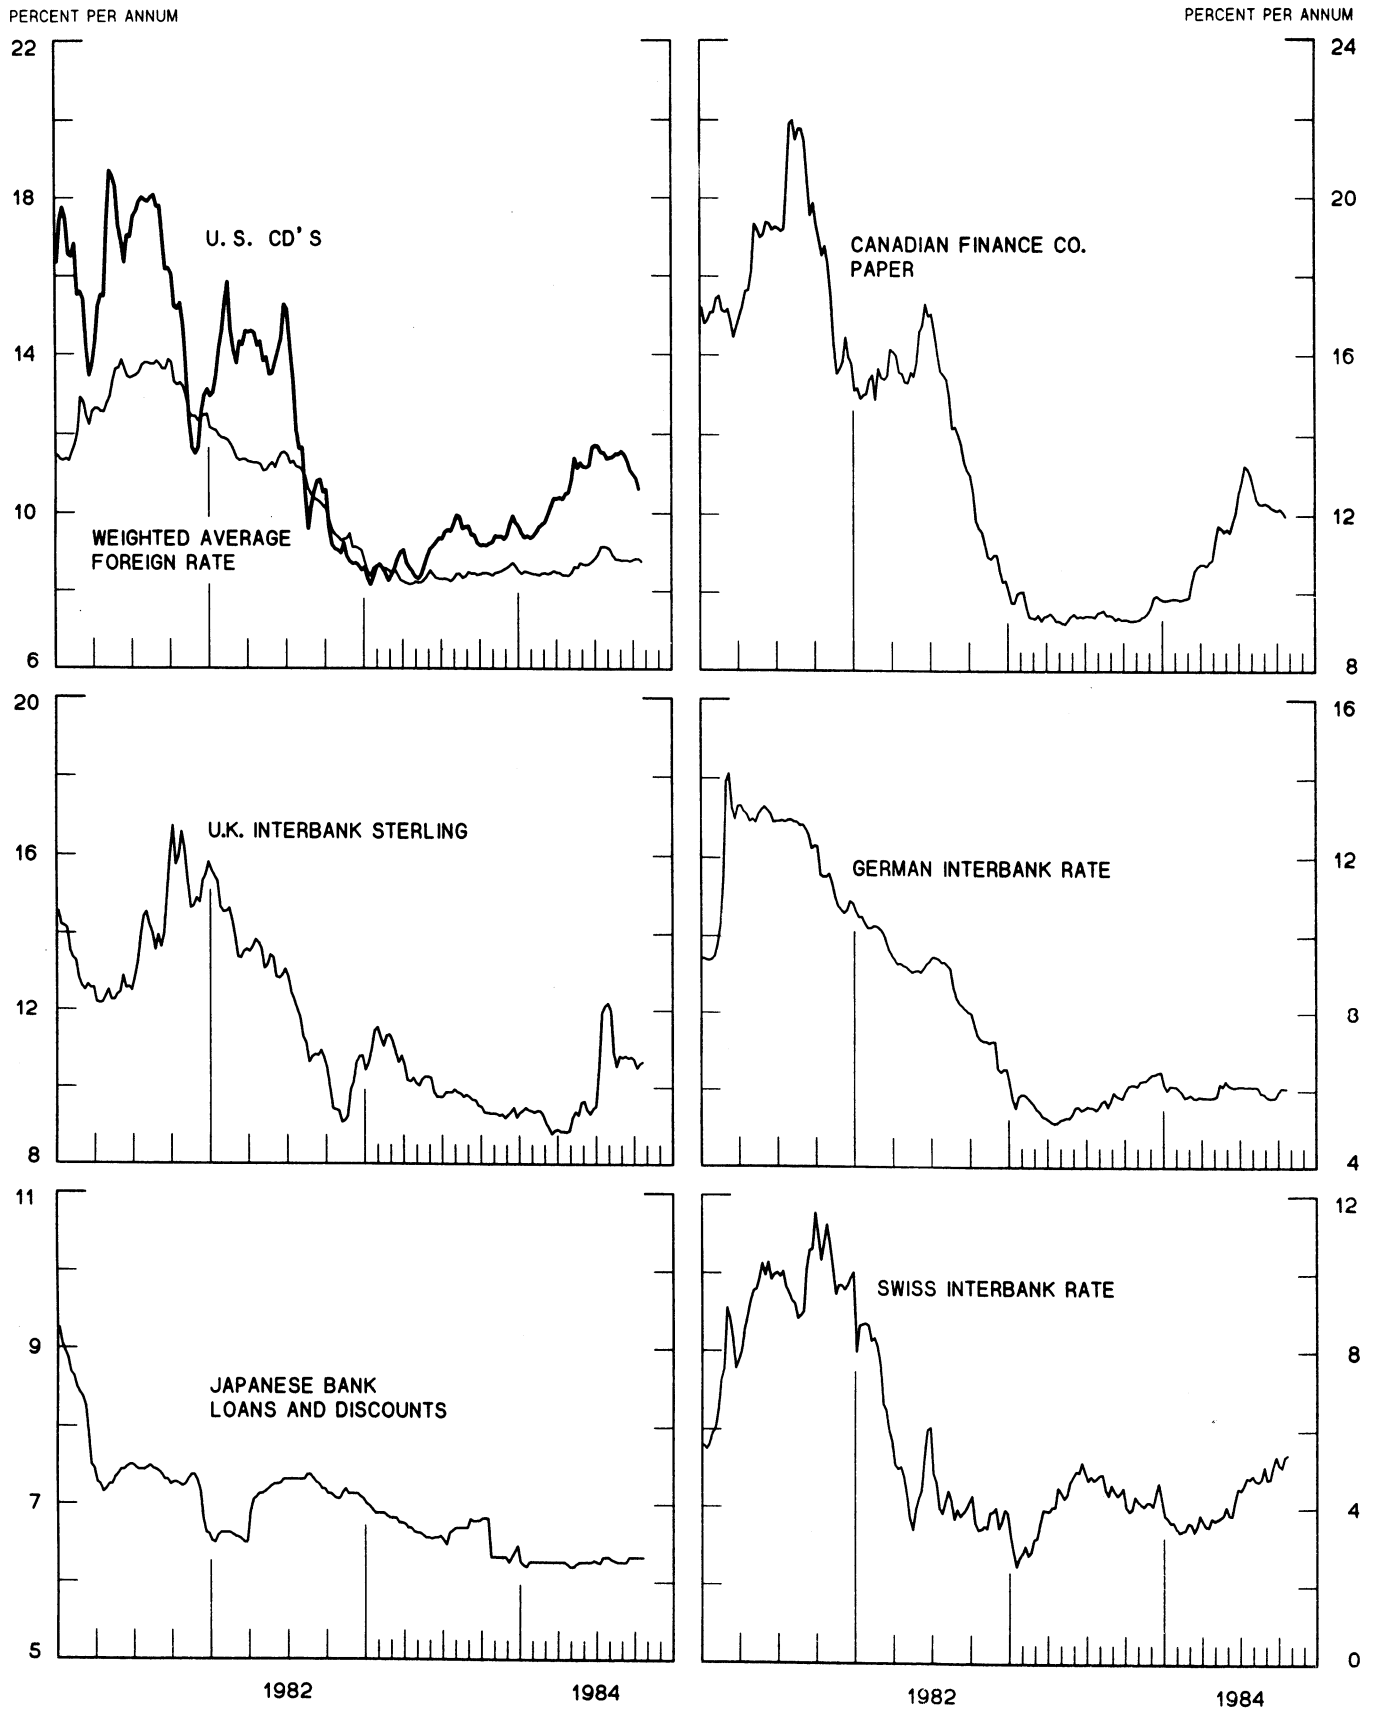 PERCENT PER ANNUM
PERCENT PER ANNUM
22
18
14
10
6
U.S. CD'S
WEIGHTED AVERAGE
FOREIGN RATE
24
20
16
12
8
CANADIAN FINANCE CO.
PAPER
20
16
12
8
U.K. INTERBANK STERLING
16
12
8
4
GERMAN INTERBANK RATE
11
9
7
5
JAPANESE BANK
LOANS AND DISCOUNTS
12
8
4
0
SWISS INTERBANK RATE
1982
1984
1982
1984